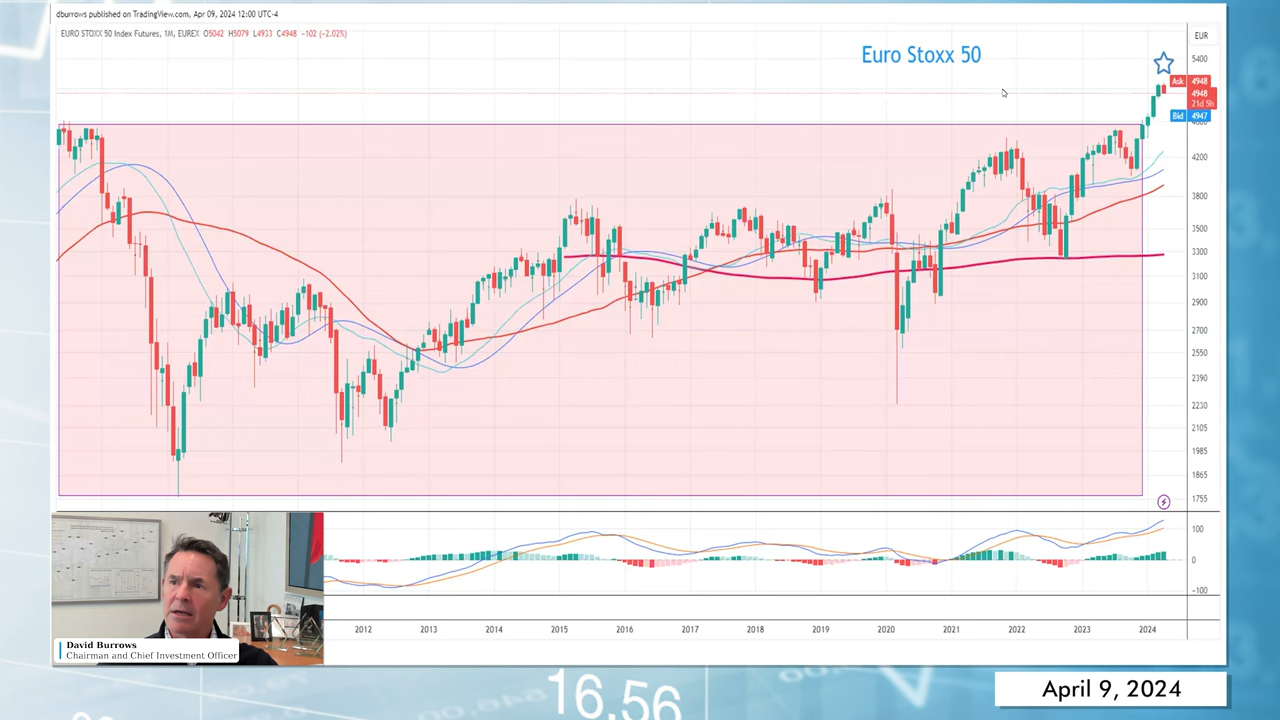 dburrows published on TradingView.com, Apr 09, 2024 12:00 UTC-4
EURO STOXX 50 Index Futures, 1M, EUREX O5042 H5079 L4933 C4948 −102 (−2.02%)
EUR
Euro Stoxx 50
5400
Ask 4948
4948
21d 5h
Bid 4947
4200
3800
3500
3300
3100
2900
2700
2550
2390
2230
2105
1985
1865
1755
100
0
−100
2012 2013 2014 2015 2016 2017 2018 2019 2020 2021 2022 2023 2024
David Burrows
Chairman and Chief Investment Officer
April 9, 2024
16,56